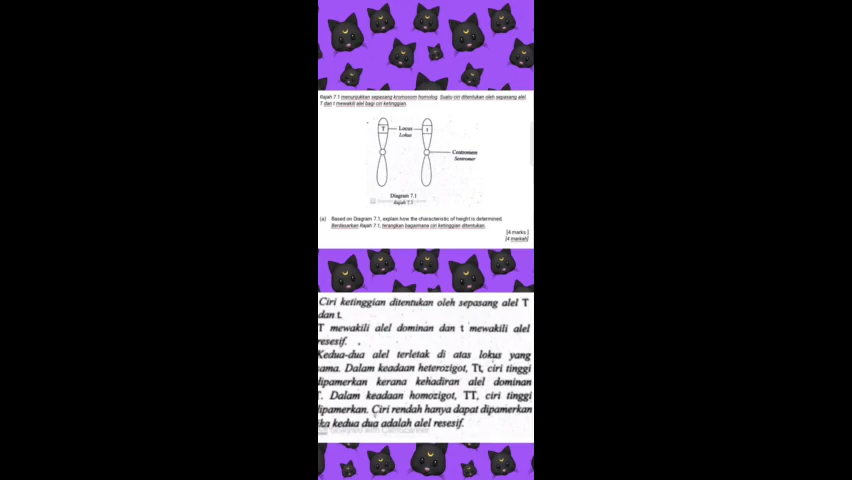 Rajah 7.1 menunjukkan sepasang kromosom homolog. Suatu ciri ditentukan oleh sepasang alel.
T dan t mewakili alel bagi ciri ketinggian.
T
Locus
Lokus
t
Centromere
Sentromer
Diagram 7.1
Rajah 7.1
(a) Based on Diagram 7.1, explain how the characteristic of height is determined.
Berdasarkan Rajah 7.1, terangkan bagaimana ciri ketinggian ditentukan.
[4 marks ]
[4 markah]
Ciri ketinggian ditentukan oleh sepasang alel T
dan t.
T mewakili alel dominan dan t mewakili alel
resesif.
Kedua-dua alel terletak di atas lokus yang
ama. Dalam keadaan heterozigot, Tt, ciri tinggi
dipamerkan kerana kehadiran alel dominan
T. Dalam keadaan homozigot, TT, ciri tinggi
dipamerkan. Ciri rendah hanya dapat dipamerkan
ika kedua dua adalah alel resesif.